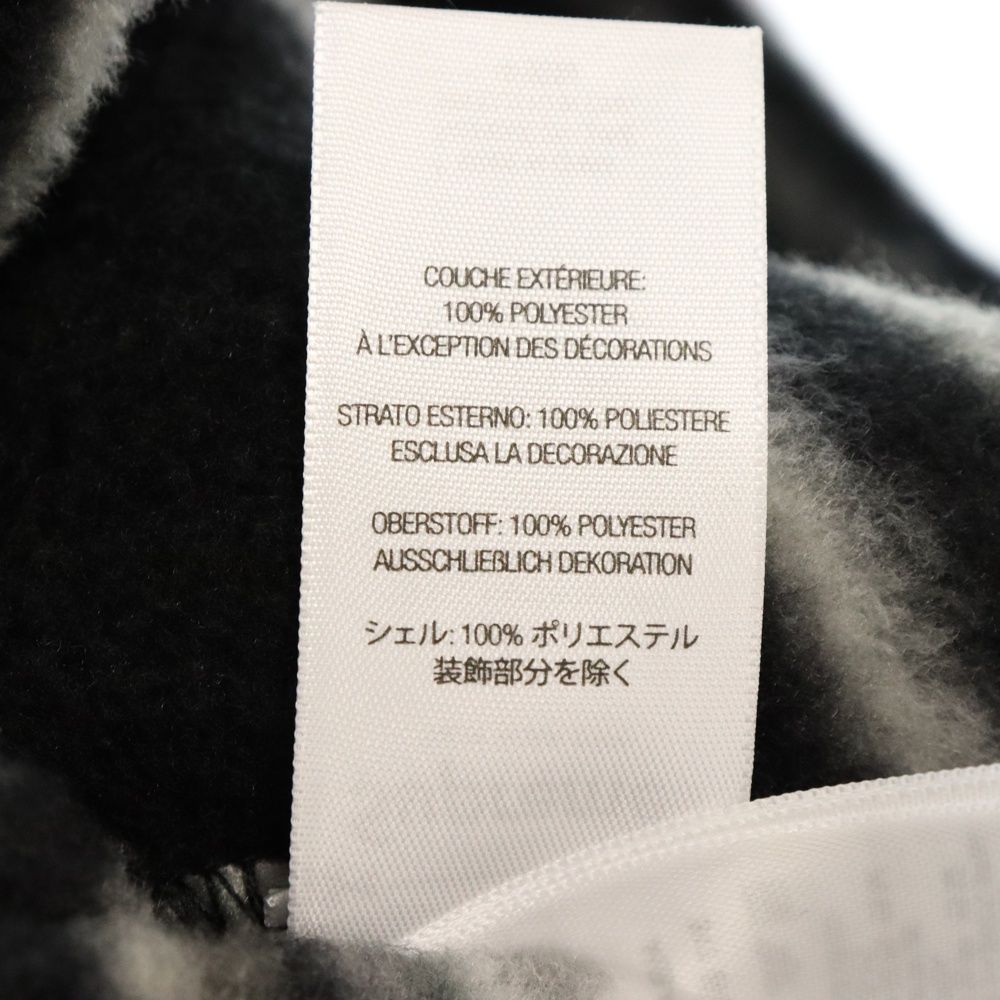 COUCHE EXTÉRIEURE:
100% POLYESTER
À L'EXCEPTION DES DÉCORATIONS
STRATO ESTERNO: 100% POLIESTERE
ESCLUSA LA DECORAZIONE
OBERSTOFF: 100% POLYESTER
AUSSCHLIEßLICH DEKORATION
シェル: 100% ポリエステル
装飾部分を除く